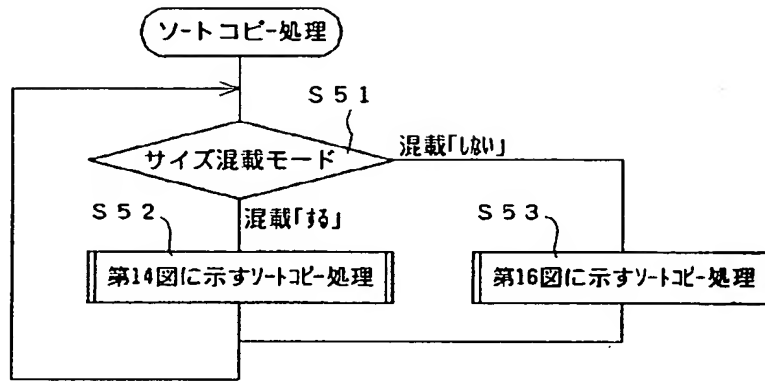 ソートコピー処理
S51
サイズ混載モード
混載「しない」
S52
混載「する」
S53
第14図に示すソートコピー処理
第16図に示すソートコピー処理